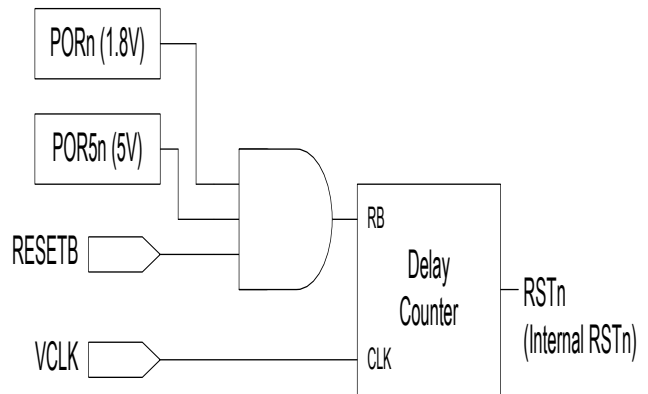 PORn (1.8V)
POR5n (5V)
RESETB
VCLK
RB
CLK
Delay
Counter
RSTn
(Internal RSTn)